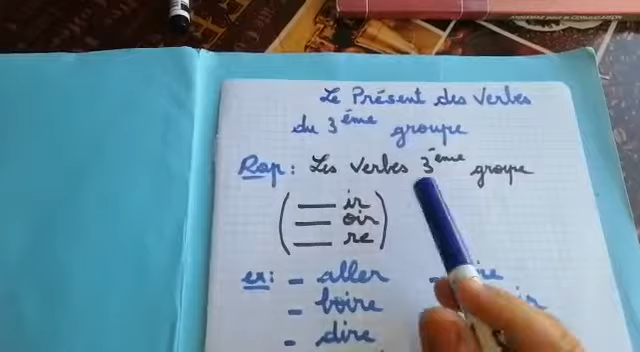 Le Présent des verbes
du 3ème groupe
Rap: Les verbes 3ème groupe
( — ir
— oir
— re )
ex: - aller
- boire
- dire